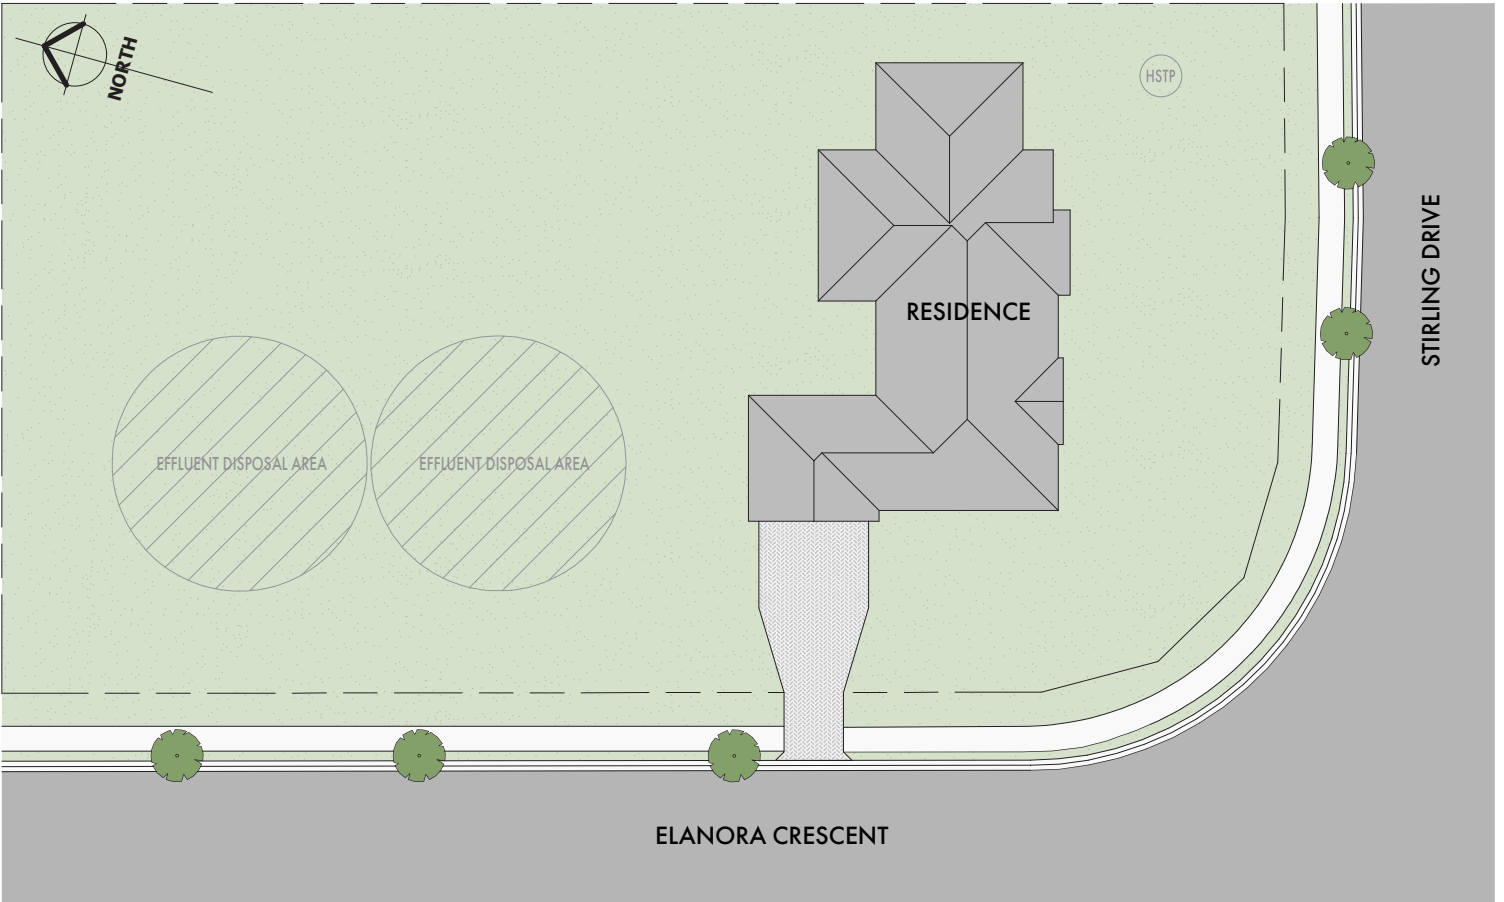 NORTH
HSTP
STIRLING DRIVE
RESIDENCE
EFFLUENT DISPOSAL AREA
EFFLUENT DISPOSAL AREA
ELANORA CRESCENT